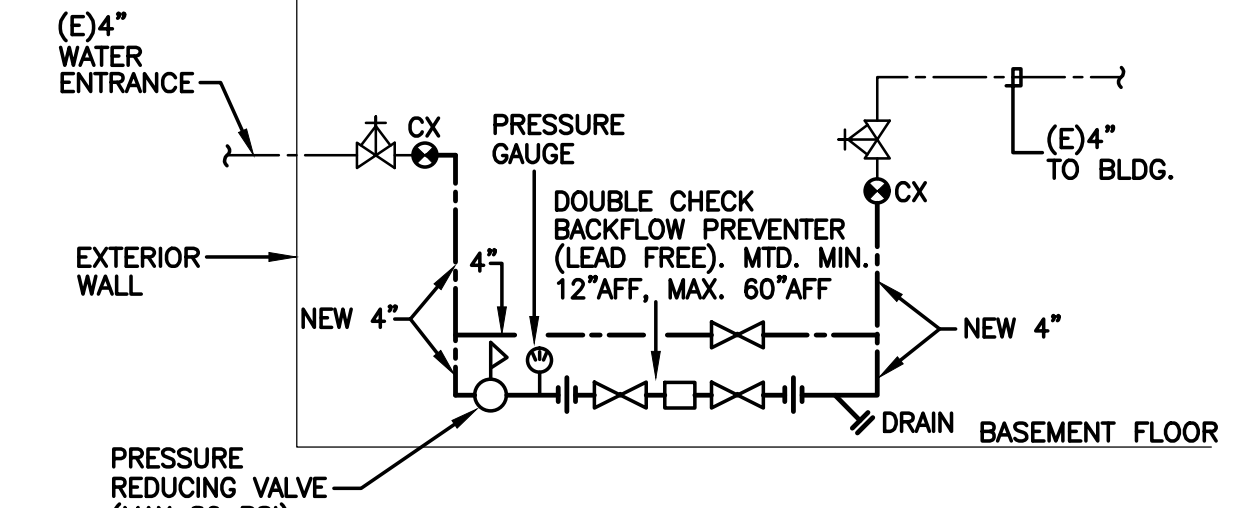 (E)4"
WATER
ENTRANCE
CX
PRESSURE
GAUGE
(E)4"
TO BLDG.
DOUBLE CHECK
BACKFLOW PREVENTER
(LEAD FREE). MTD. MIN.
12"AFF, MAX. 60"AFF
CX
EXTERIOR
WALL
4"
NEW 4"
NEW 4"
DRAIN
BASEMENT FLOOR
PRESSURE
REDUCING VALVE